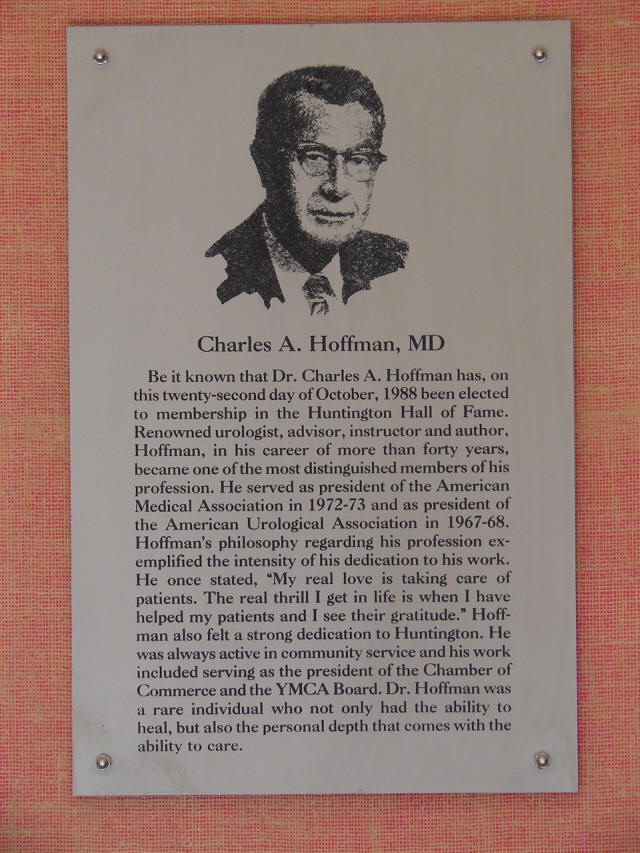 Charles A. Hoffman, MD
Be it known that Dr. Charles A. Hoffman has, on
this twenty-second day of October, 1988 been elected
to membership in the Huntington Hall of Fame.
Renowned urologist, advisor, instructor and author,
Hoffman, in his career of more than forty years,
became one of the most distinguished members of his
profession. He served as president of the American
Medical Association in 1972-73 and as president of
the American Urological Association in 1967-68.
Hoffman's philosophy regarding his profession ex-
emplified the intensity of his dedication to his work.
He once stated, “My real love is taking care of
patients. The real thrill I get in life is when I have
helped my patients and I see their gratitude.” Hoff-
man also felt a strong dedication to Huntington. He
was always active in community service and his work
included serving as the president of the Chamber of
Commerce and the YMCA Board. Dr. Hoffman was
a rare individual who not only had the ability to
heal, but also the personal depth that comes with the
ability to care.